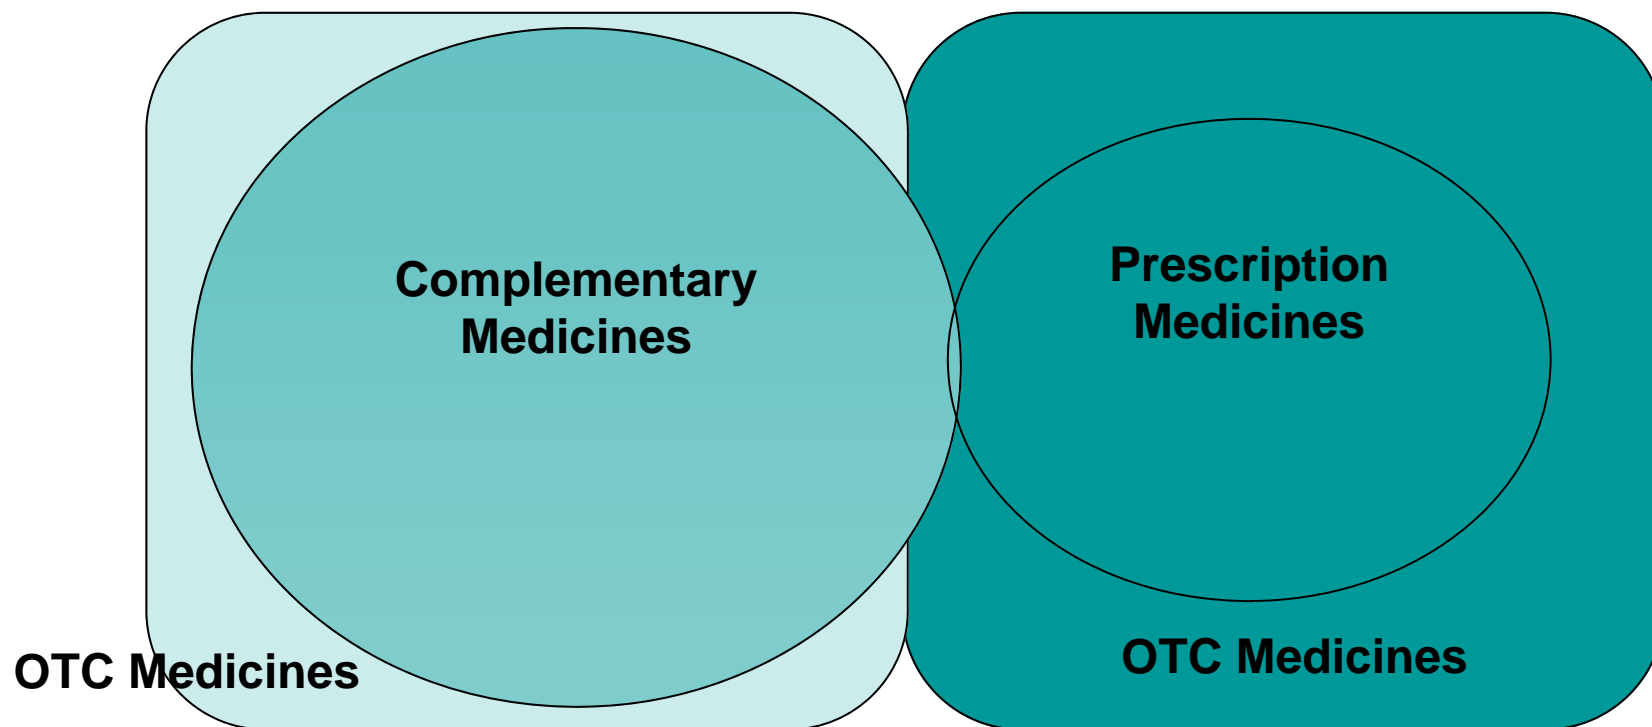 Complementary
Medicines
Prescription
Medicines
OTC Medicines
OTC Medicines